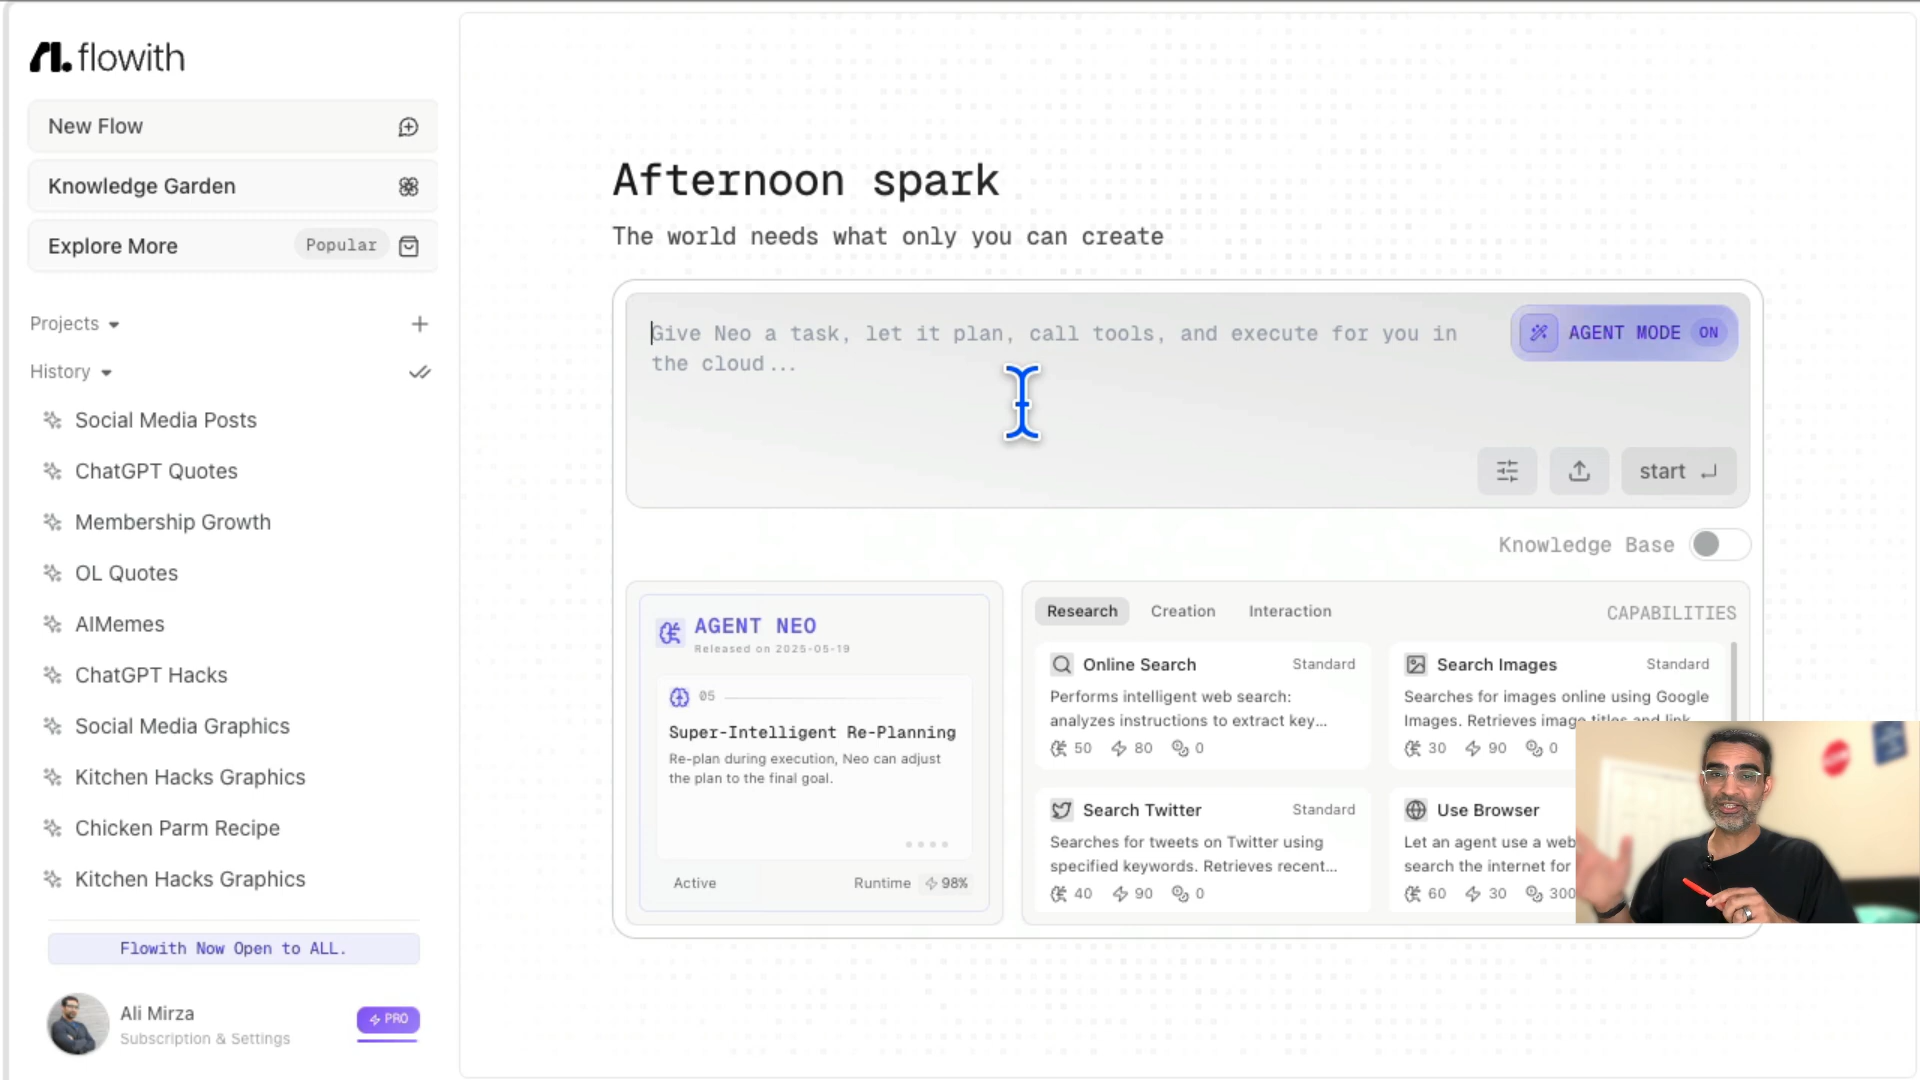 flowith
New Flow
Knowledge Garden
Explore More
Popular
Projects
History
Social Media Posts
ChatGPT Quotes
Membership Growth
OL Quotes
AIMemes
ChatGPT Hacks
Social Media Graphics
Kitchen Hacks Graphics
Chicken Parm Recipe
Kitchen Hacks Graphics
Flowith Now Open to ALL.
Ali Mirza
Subscription & Settings
PRO
Afternoon spark
The world needs what only you can create
Give Neo a task, let it plan, call tools, and execute for you in
the cloud...
AGENT MODE ON
start
Knowledge Base
AGENT NEO
Released on 2025-05-19
05
Super-Intelligent Re-Planning
Re-plan during execution, Neo can adjust
the plan to the final goal.
Active
Runtime 98%
Research
Creation
Interaction
CAPABILITIES
Online Search
Standard
Performs intelligent web search:
analyzes instructions to extract key...
50 80 0
Search Images
Standard
Searches for images online using Google
Images. Retrieves image titles and link
30 90 0
Search Twitter
Standard
Searches for tweets on Twitter using
specified keywords. Retrieves recent...
40 90 0
Use Browser
Let an agent use a web
search the internet for
60 30 300